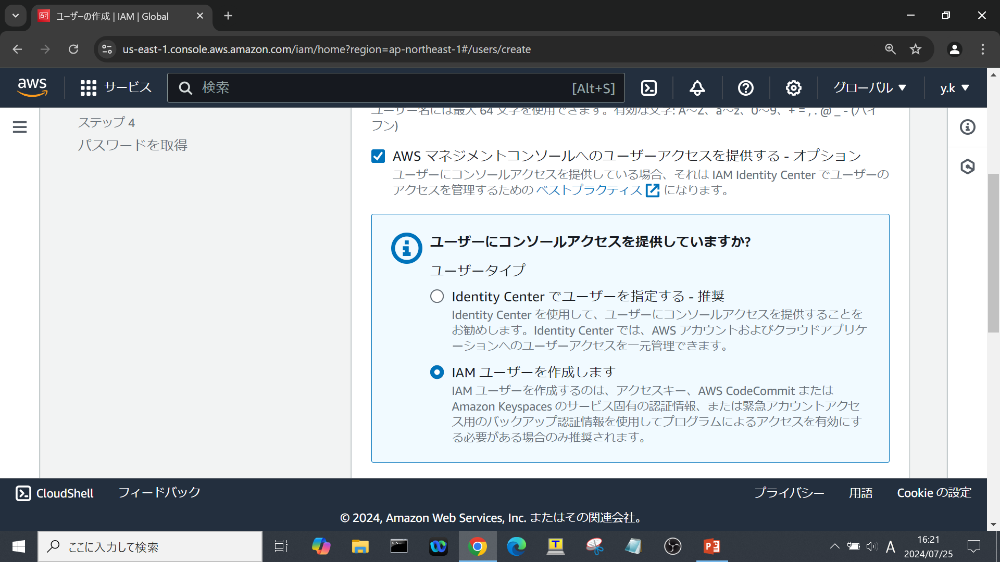 ユーザーの作成 | IAM | Global
us-east-1.console.aws.amazon.com/iam/home?region=ap-northeast-1#/users/create
aws
サービス
検索
[Alt+S]
グローバル
y.k
ステップ 4
パスワードを取得
ユーザー名には最大 64 文字を使用できます。有効な文字: A～Z、a～z、0～9、+ = , . @ _ - (ハイ
フン)
AWS マネジメントコンソールへのユーザーアクセスを提供する - オプション
ユーザーにコンソールアクセスを提供している場合、それは IAM Identity Center でユーザーの
アクセスを管理するための ベストプラクティス になります。
ユーザーにコンソールアクセスを提供していますか?
ユーザータイプ
Identity Center でユーザーを指定する - 推奨
Identity Center を使用して、ユーザーにコンソールアクセスを提供することを
お勧めします。Identity Center では、AWS アカウントおよびクラウドアプリケ
ーションへのユーザーアクセスを一元管理できます。
IAM ユーザーを作成します
IAM ユーザーを作成するのは、アクセスキー、AWS CodeCommit または
Amazon Keyspaces のサービス固有の認証情報、または緊急アカウントアクセ
ス用のバックアップ認証情報を使用してプログラムによるアクセスを有効にす
る必要がある場合のみ推奨されます。
CloudShell
フィードバック
プライバシー
用語
Cookie の設定
© 2024, Amazon Web Services, Inc. またはその関連会社。
ここに入力して検索
A
16:21
2024/07/25